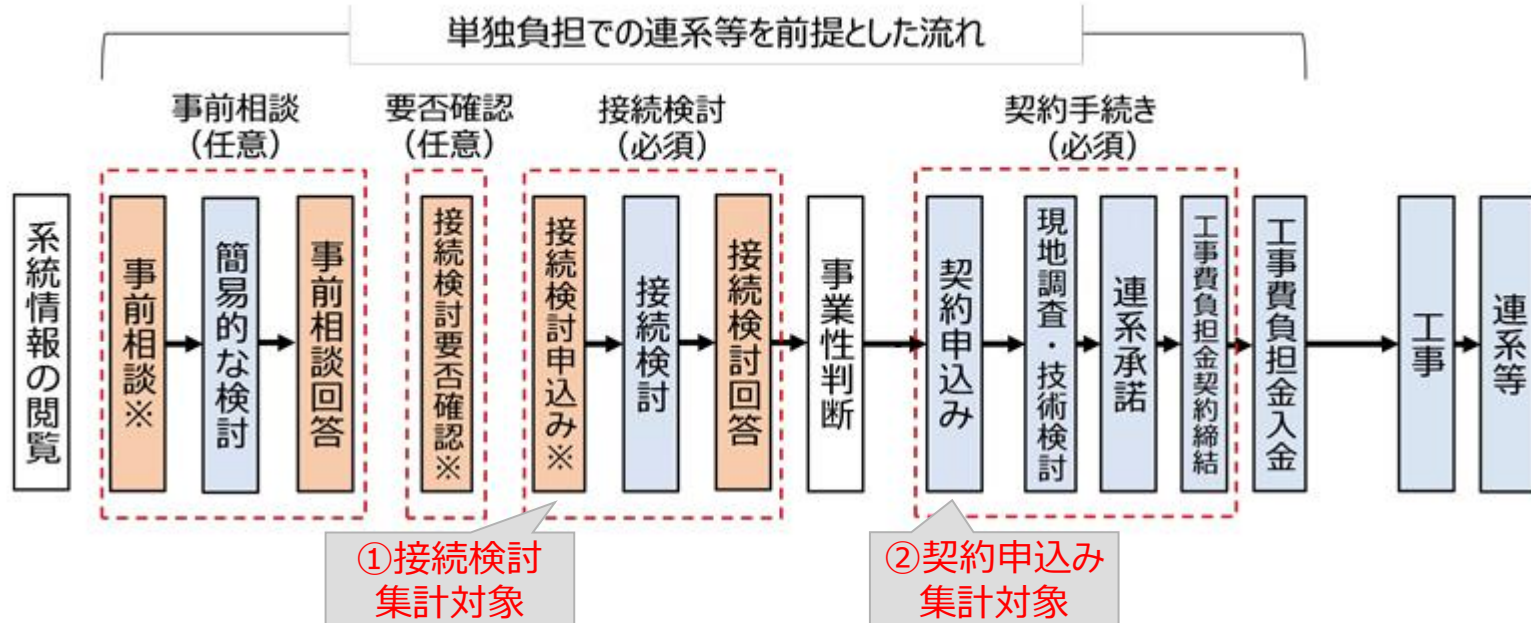 単独負担での連系等を前提とした流れ
事前相談
（任意）
要否確認
（任意）
接続検討
（必須）
契約手続き
（必須）
系統情報の閲覧
事前相談※
簡易的な検討
事前相談回答
接続検討要否確認※
接続検討申込み※
接続検討
接続検討回答
事業性判断
契約申込み
現地調査・技術検討
連系承諾
工事費負担金契約締結
工事費負担金入金
工事
連系等
①接続検討
集計対象
②契約申込み
集計対象